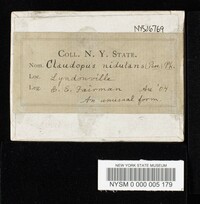 NYS16769
COLL. N. Y. STATE.
Nom. Claudopus nidulans (Pers.) Pk.
Loc. Lyndonville
Leg. C. E. Fairman
An unusual form
NEW YORK STATE MUSEUM
NYSM 0 000 005 179